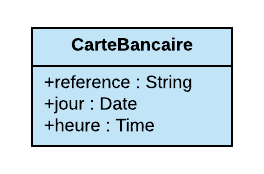 CarteBancaire
+reference : String
+jour : Date
+heure : Time